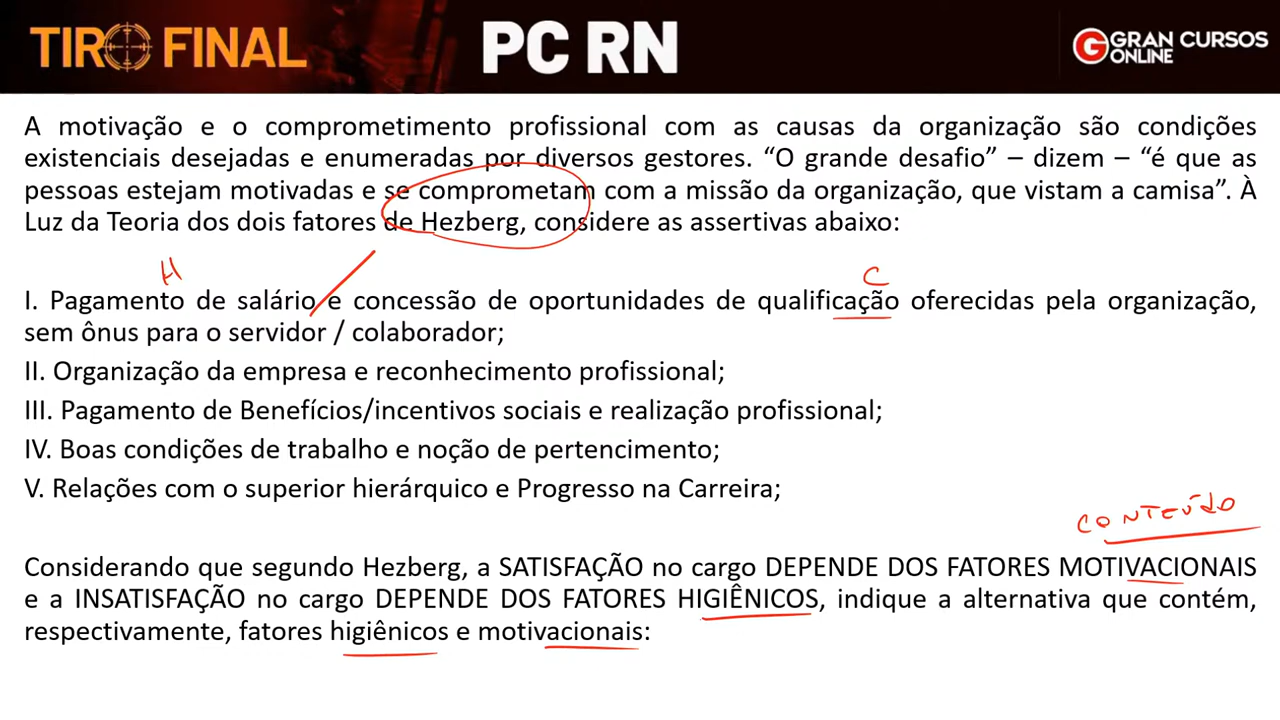 TIRO FINAL
PC RN
GRAN CURSOS
ONLINE
A motivação e o comprometimento profissional com as causas da organização são condições
existenciais desejadas e enumeradas por diversos gestores. “O grande desafio” – dizem – “é que as
pessoas estejam motivadas e se comprometam com a missão da organização, que vistam a camisa”. À
Luz da Teoria dos dois fatores de Hezberg, considere as assertivas abaixo:
H
C
I. Pagamento de salário e concessão de oportunidades de qualificação oferecidas pela organização,
sem ônus para o servidor / colaborador;
II. Organização da empresa e reconhecimento profissional;
III. Pagamento de Benefícios/incentivos sociais e realização profissional;
IV. Boas condições de trabalho e noção de pertencimento;
V. Relações com o superior hierárquico e Progresso na Carreira;
CONTEÚDO
Considerando que segundo Hezberg, a SATISFAÇÃO no cargo DEPENDE DOS FATORES MOTIVACIONAIS
e a INSATISFAÇÃO no cargo DEPENDE DOS FATORES HIGIÊNICOS, indique a alternativa que contém,
respectivamente, fatores higiênicos e motivacionais: